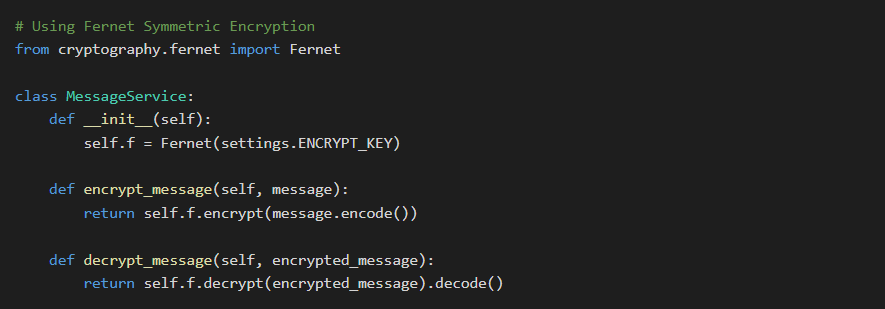 # Using Fernet Symmetric Encryption
from cryptography.fernet import Fernet
class MessageService:
    def __init__(self):
        self.f = Fernet(settings.ENCRYPT_KEY)
    def encrypt_message(self, message):
        return self.f.encrypt(message.encode())
    def decrypt_message(self, encrypted_message):
        return self.f.decrypt(encrypted_message).decode()